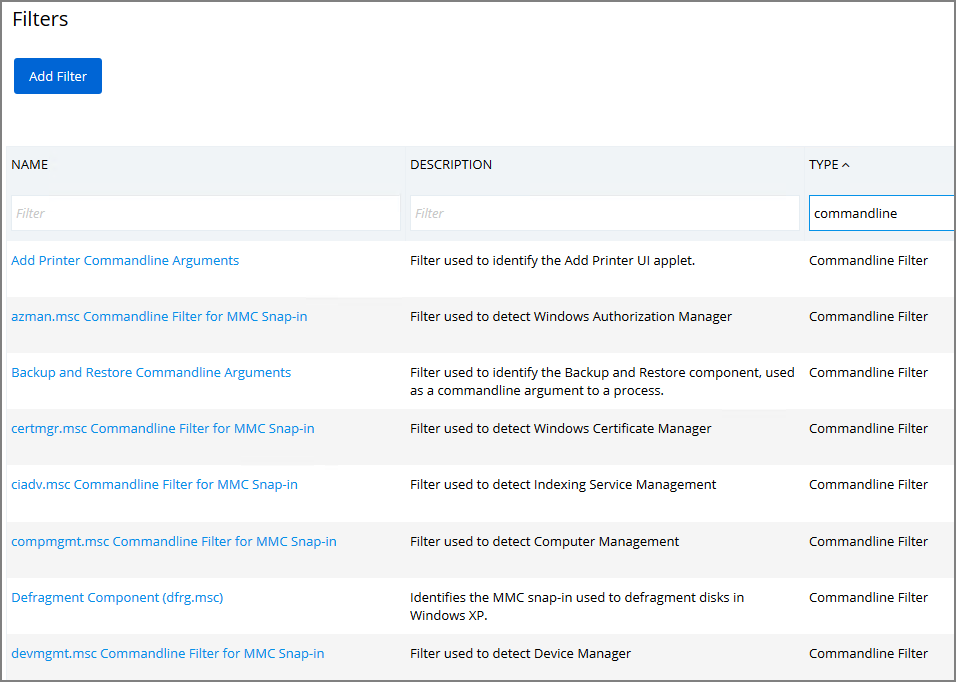 Filters
Add Filter
NAME DESCRIPTION TYPE
Filter Filter commandline
Add Printer Commandline Arguments Filter used to identify the Add Printer UI applet. Commandline Filter
azman.msc Commandline Filter for MMC Snap-in Filter used to detect Windows Authorization Manager Commandline Filter
Backup and Restore Commandline Arguments Filter used to identify the Backup and Restore component, used Commandline Filter
as a commandline argument to a process.
certmgr.msc Commandline Filter for MMC Snap-in Filter used to detect Windows Certificate Manager Commandline Filter
ciadv.msc Commandline Filter for MMC Snap-in Filter used to detect Indexing Service Management Commandline Filter
compmgmt.msc Commandline Filter for MMC Snap-in Filter used to detect Computer Management Commandline Filter
Defragment Component (dfrg.msc) Identifies the MMC snap-in used to defragment disks in Commandline Filter
Windows XP.
devmgmt.msc Commandline Filter for MMC Snap-in Filter used to detect Device Manager Commandline Filter